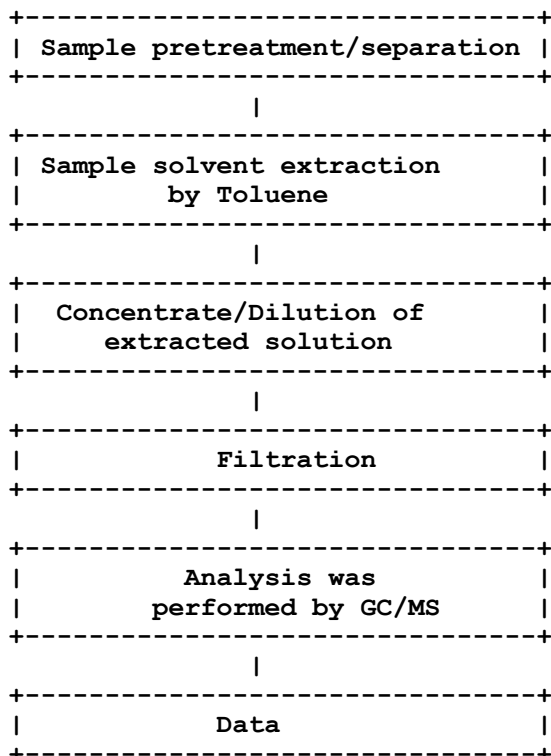 Sample pretreatment/separation
Sample solvent extraction
by Toluene
Concentrate/Dilution of
extracted solution
Filtration
Analysis was
performed by GC/MS
Data